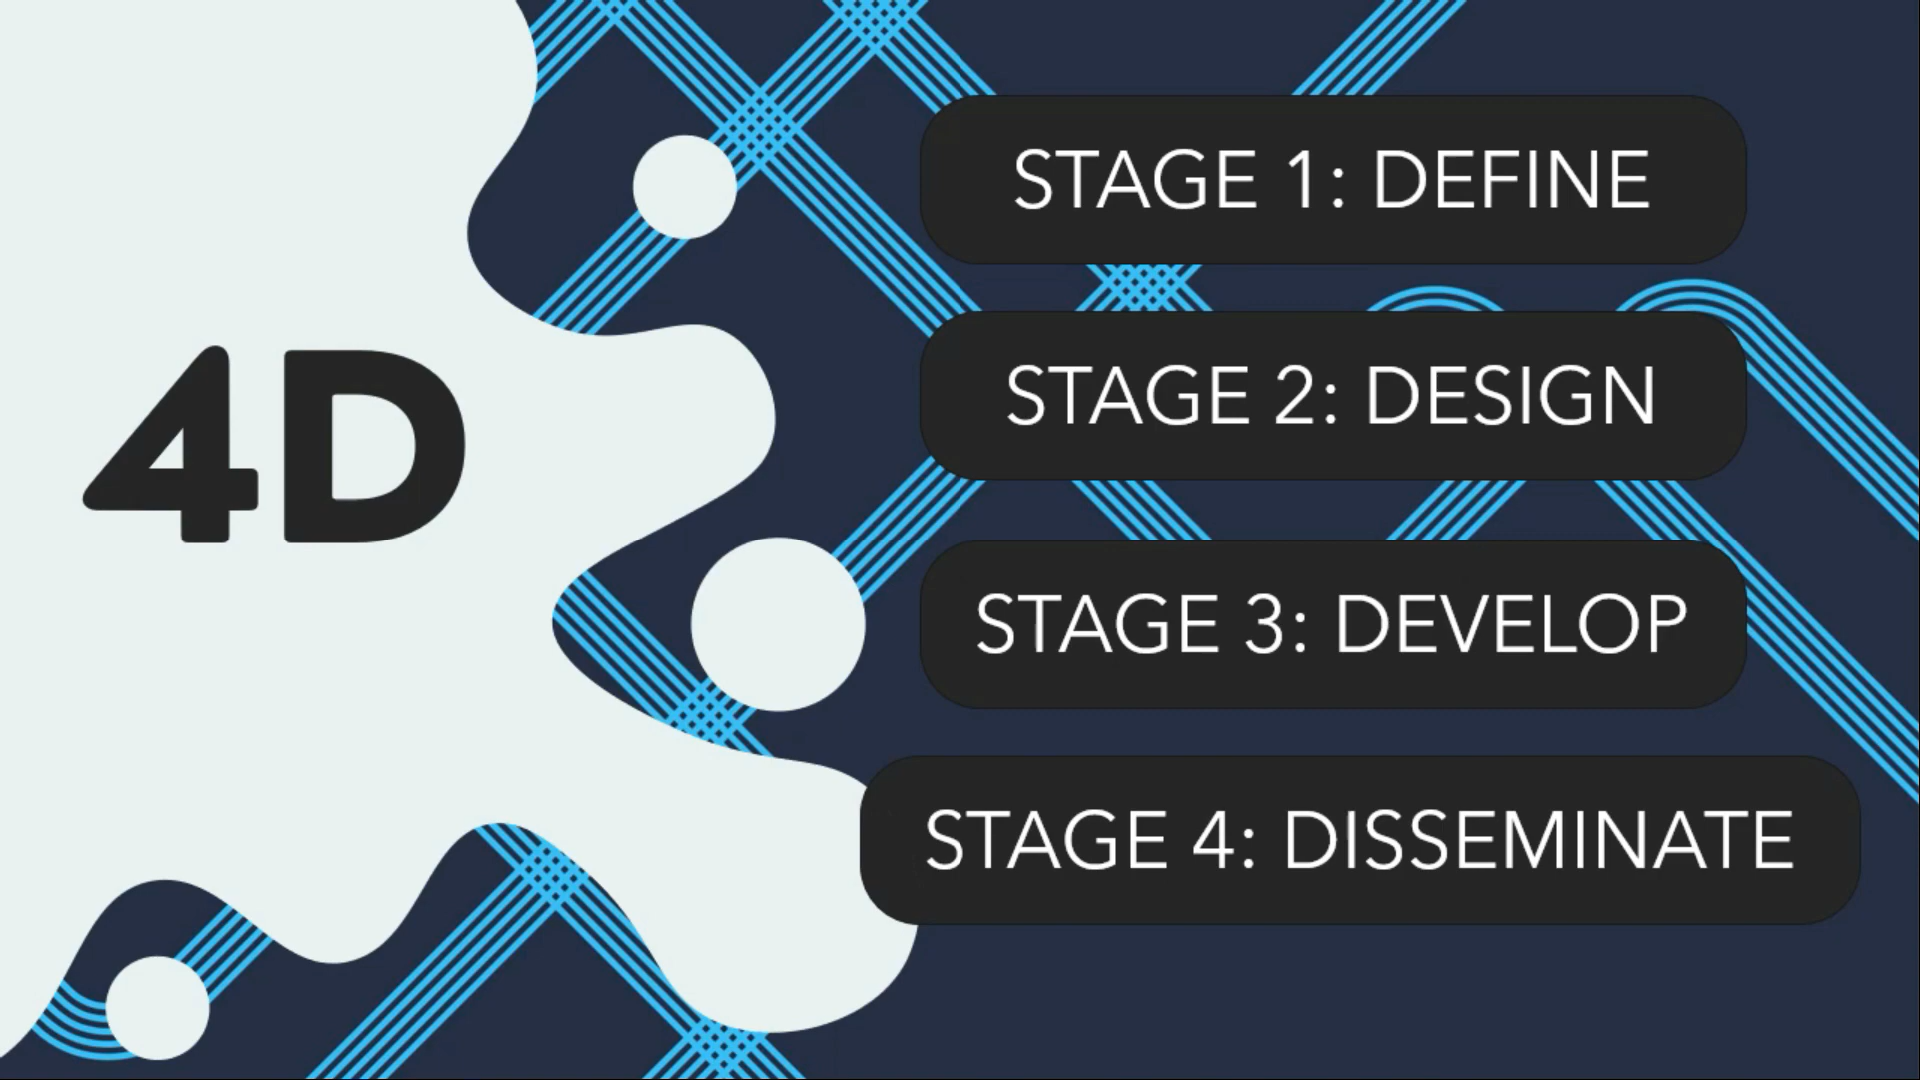 4D
STAGE 1: DEFINE
STAGE 2: DESIGN
STAGE 3: DEVELOP
STAGE 4: DISSEMINATE